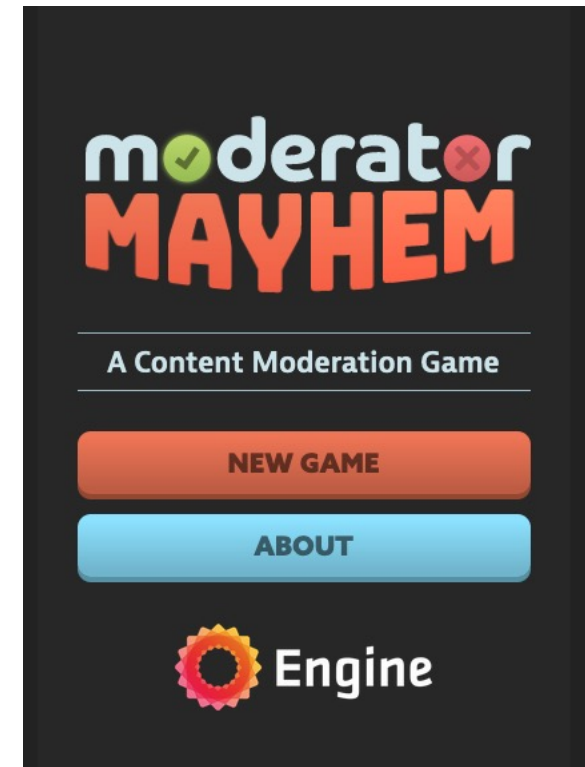 moderator
MAYHEM
A Content Moderation Game
NEW GAME
ABOUT
Engine